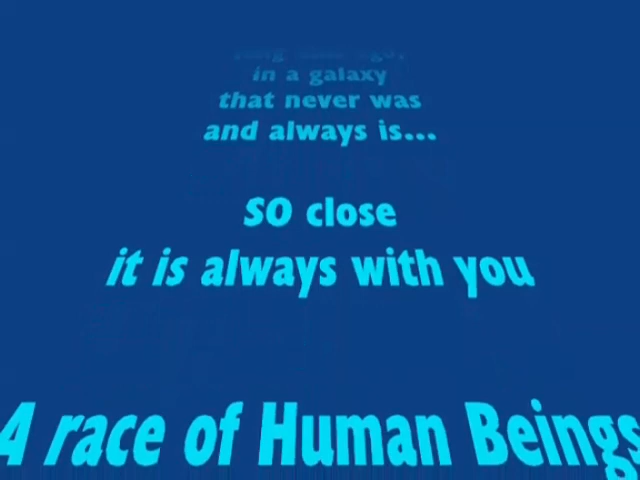 ago,
in a galaxy
that never was
and always is...
SO close
it is always with you
A race of Human Beings